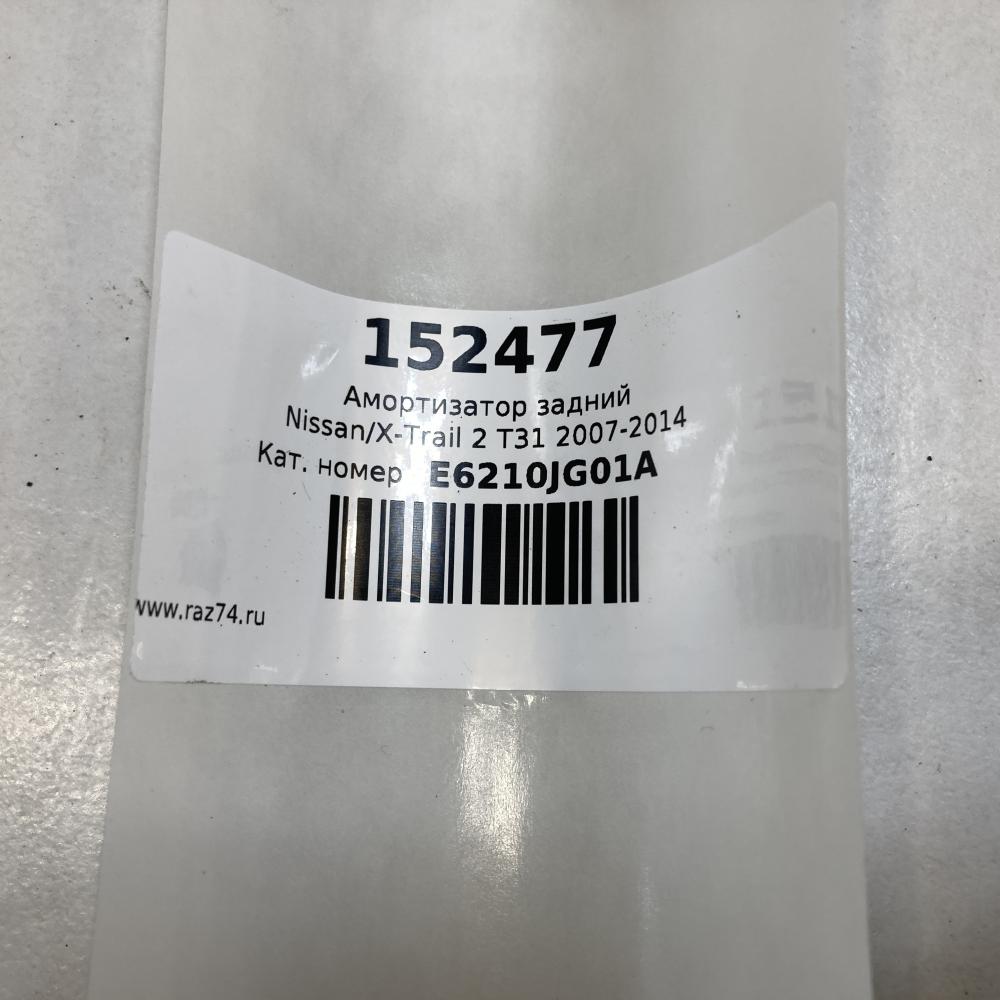 152477
Амортизатор задний
Nissan/X-Trail 2 T31 2007-2014
Кат. номер E6210JG01A
www.raz74.ru